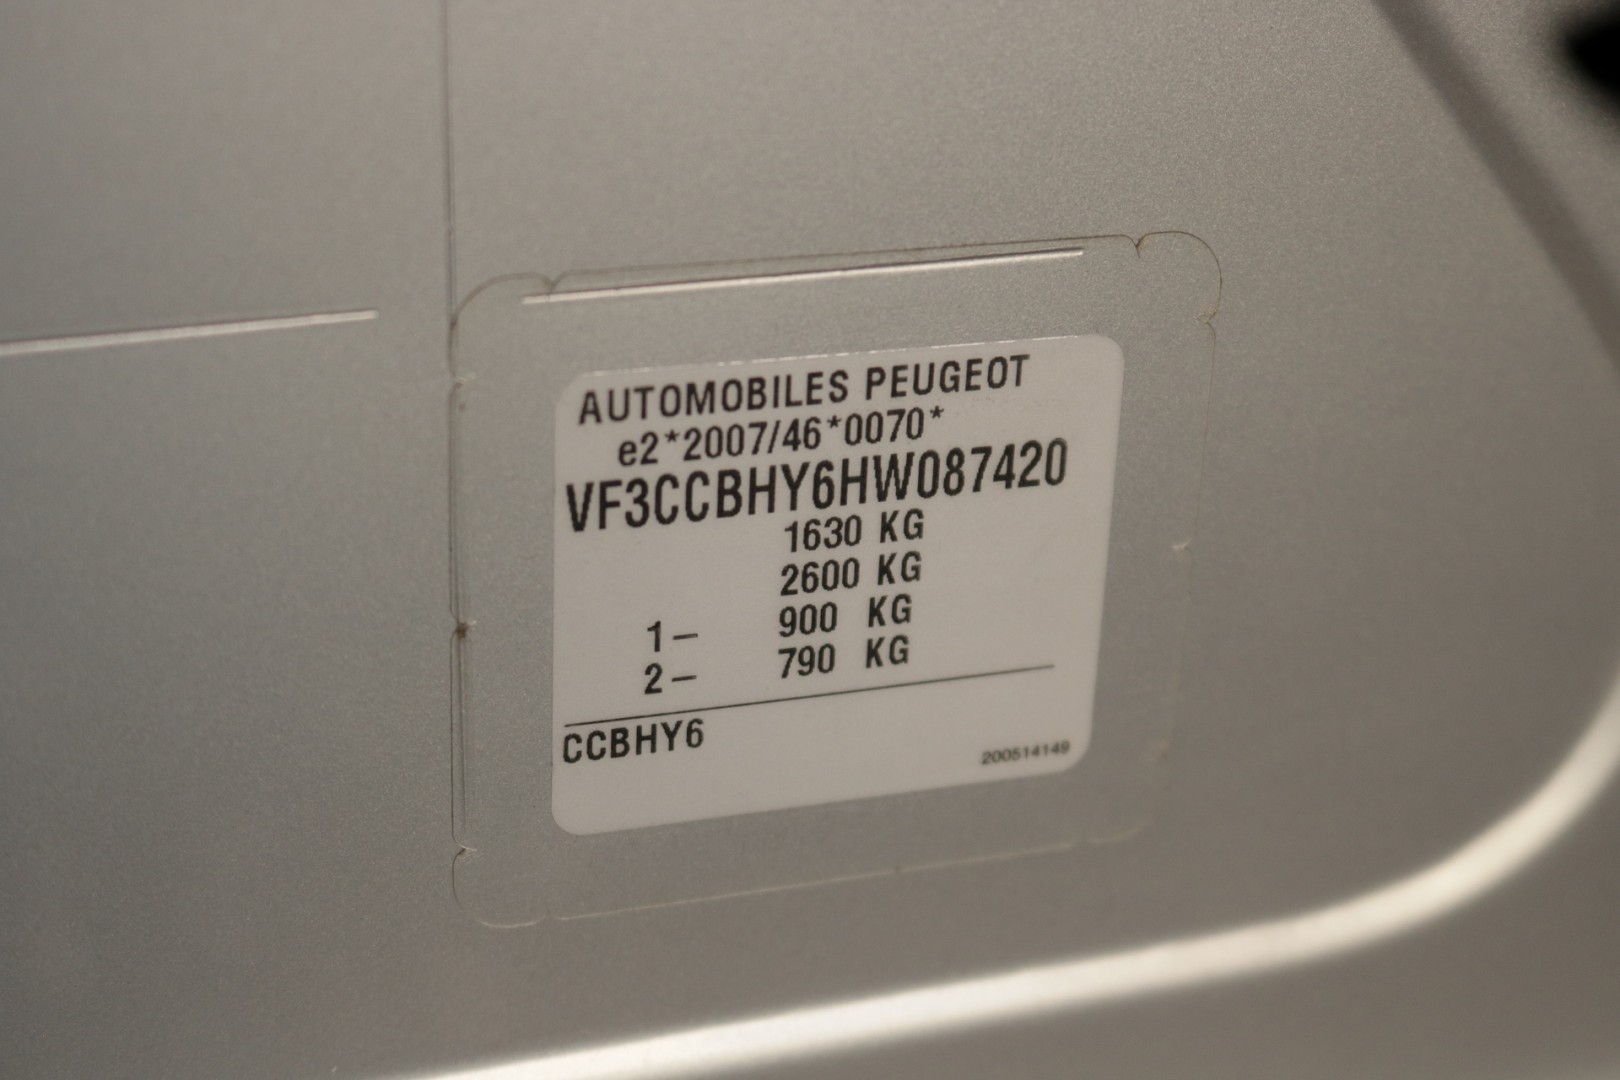 AUTOMOBILES PEUGEOT
e2*2007/46*0070*
VF3CCBHY6HW087420
1630 KG
2600 KG
1– 900 KG
2– 790 KG
CCBHY6
200514149